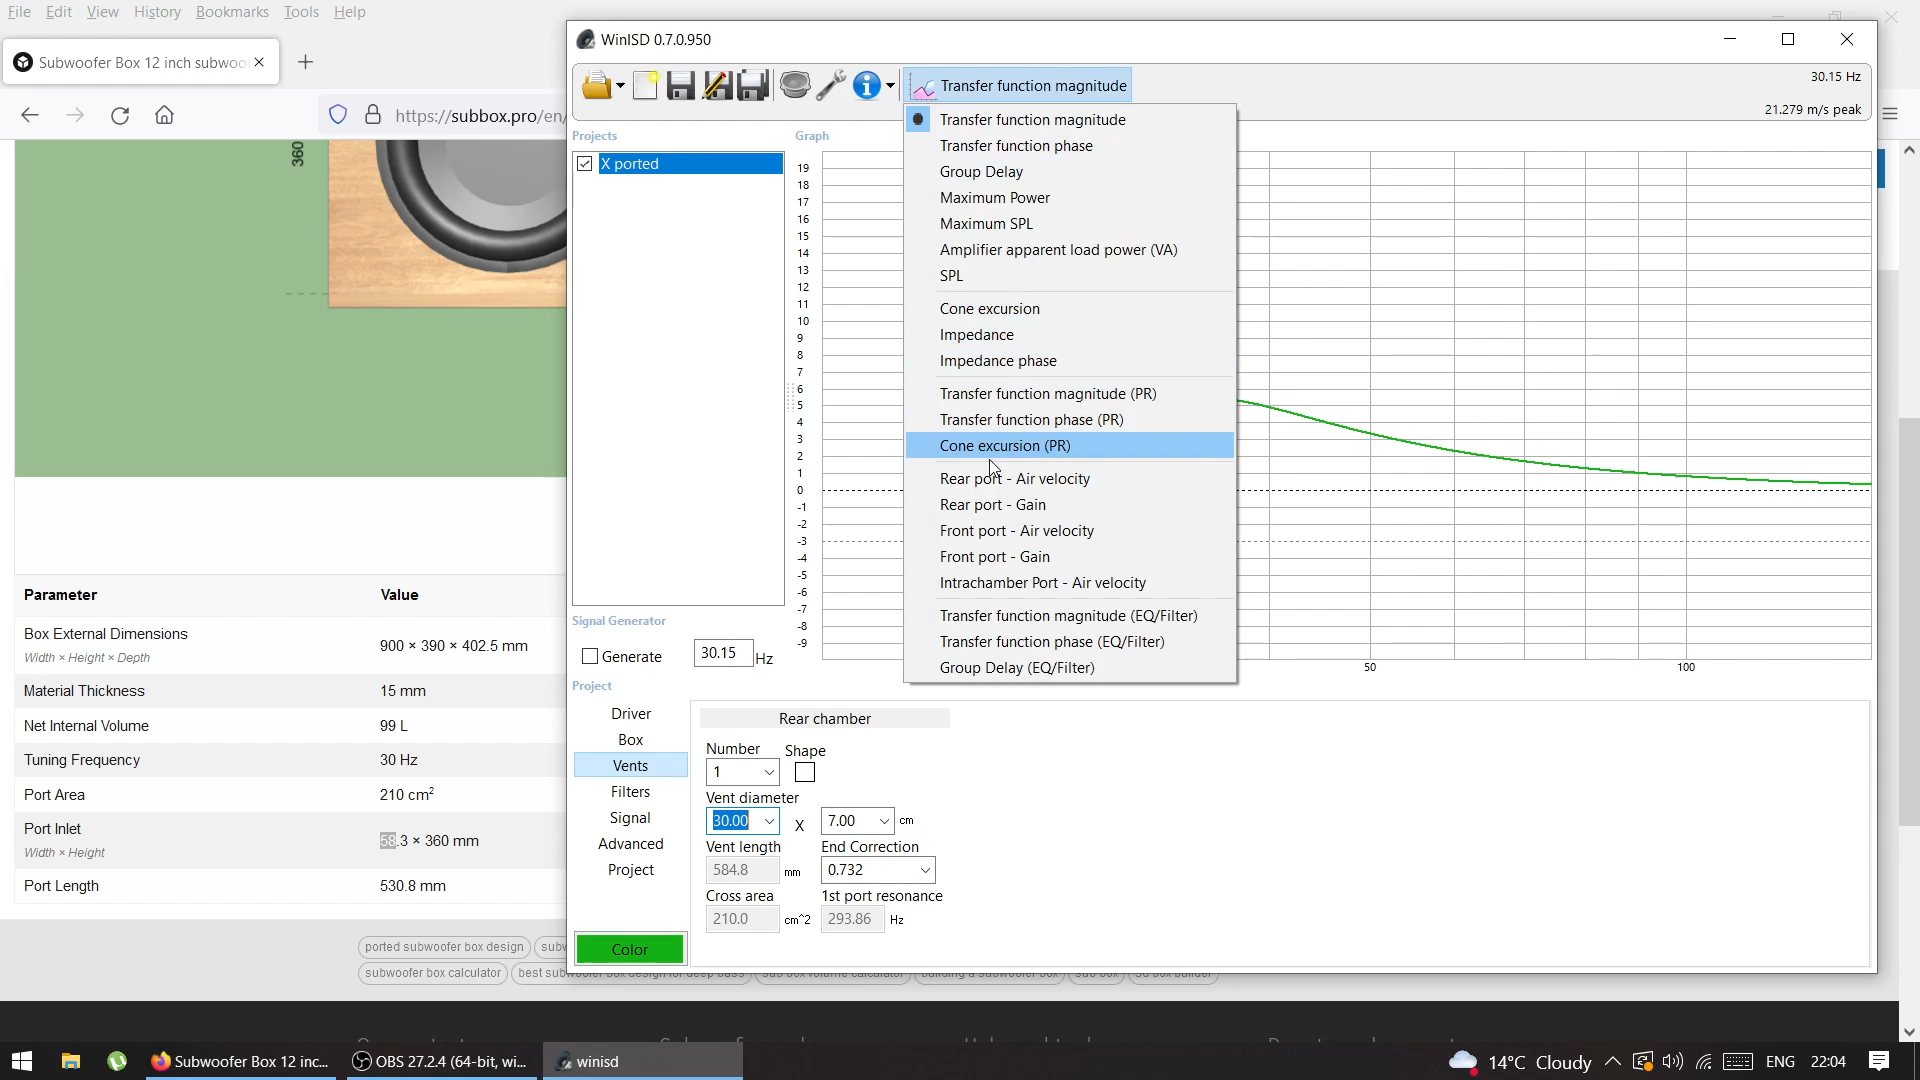 File Edit View History Bookmarks Tools Help
Subwoofer Box 12 inch subwoo
https://subbox.pro/en/
360
Parameter Value
Box External Dimensions
Width × Height × Depth
900 × 390 × 402.5 mm
Material Thickness 15 mm
Net Internal Volume 99 L
Tuning Frequency 30 Hz
Port Area 210 cm²
Port Inlet
Width × Height
58.3 × 360 mm
Port Length 530.8 mm
ported subwoofer box design
subwoofer box calculator
WinISD 0.7.0.950
Transfer function magnitude
30.15 Hz
21.279 m/s peak
Projects
X ported
Graph
19
18
17
16
15
14
13
12
11
10
9
8
7
6
5
4
3
2
1
0
-1
-2
-3
-4
-5
-6
-7
-8
-9
50 100
Transfer function magnitude
Transfer function phase
Group Delay
Maximum Power
Maximum SPL
Amplifier apparent load power (VA)
SPL
Cone excursion
Impedance
Impedance phase
Transfer function magnitude (PR)
Transfer function phase (PR)
Cone excursion (PR)
Rear port - Air velocity
Rear port - Gain
Front port - Air velocity
Front port - Gain
Intrachamber Port - Air velocity
Transfer function magnitude (EQ/Filter)
Transfer function phase (EQ/Filter)
Group Delay (EQ/Filter)
Signal Generator
Generate 30.15 Hz
Project
Driver
Box
Vents
Filters
Signal
Advanced
Project
Color
Rear chamber
Number Shape
1
Vent diameter
30.00 X 7.00 cm
Vent length End Correction
584.8 mm 0.732
Cross area 1st port resonance
210.0 cm^2 293.86 Hz
Subwoofer Box 12 inc...
OBS 27.2.4 (64-bit, wi...
winisd
14°C Cloudy
ENG
22:04